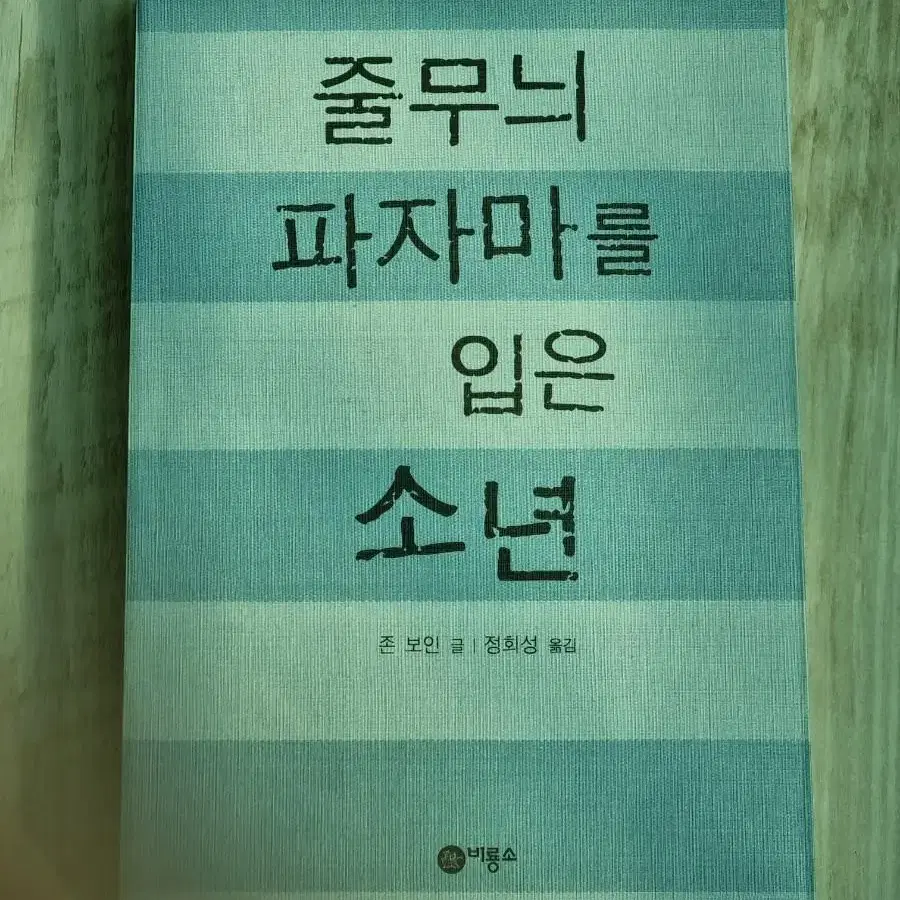 줄무늬
파자마를
입은
소년
존 보인 글 | 정회성 옮김
비룡소